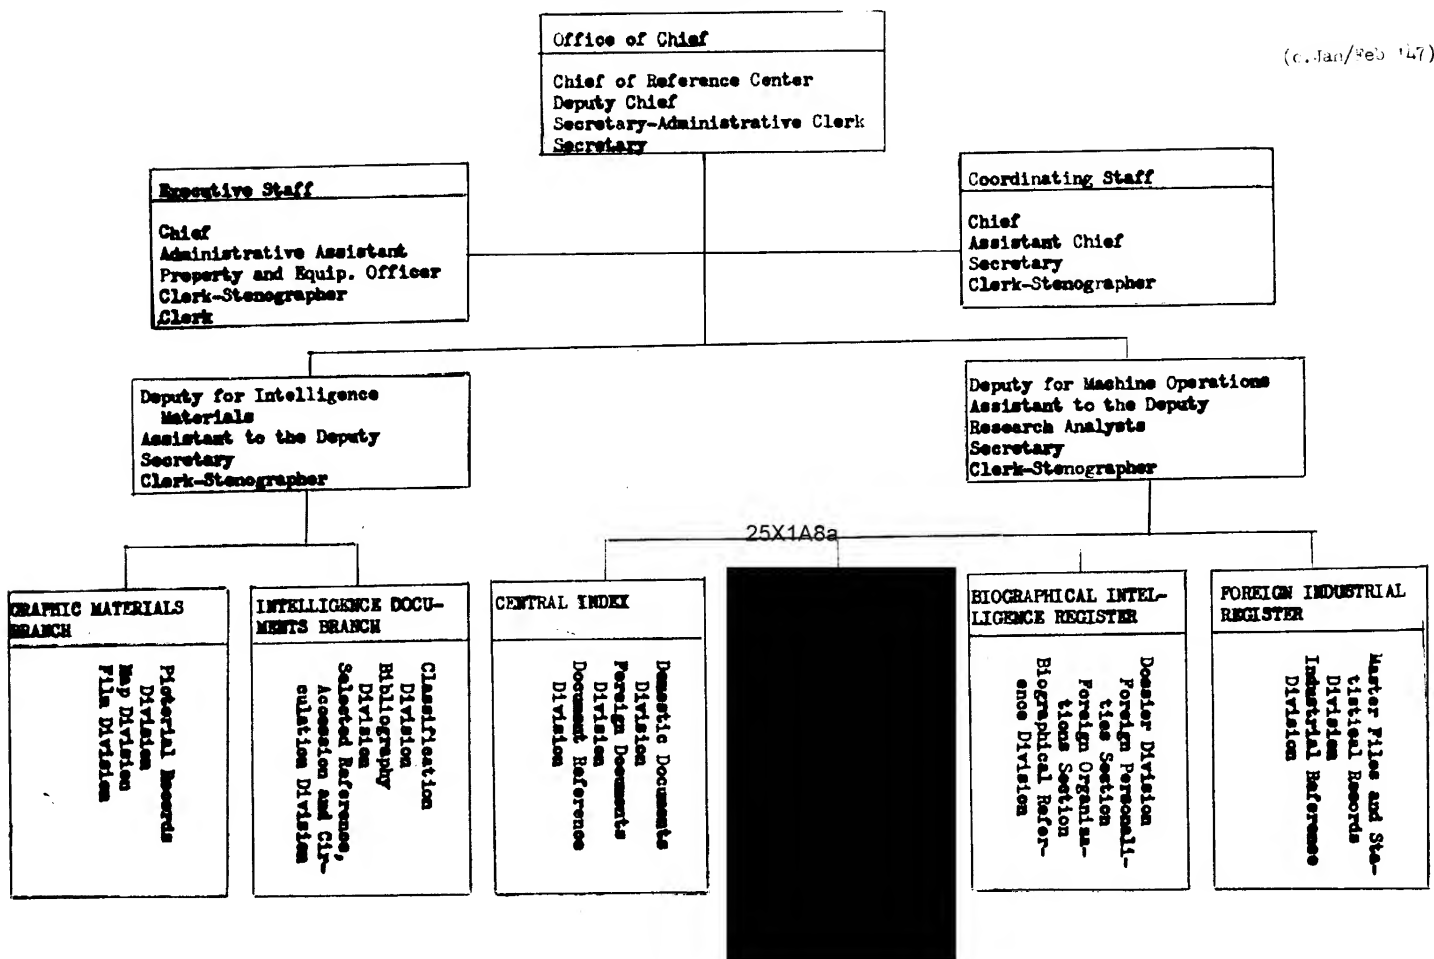 (c.Jan/Feb '47)
Office of Chief
Chief of Reference Center
Deputy Chief
Secretary-Administrative Clerk
Secretary
Executive Staff
Chief
Administrative Assistant
Property and Equip. Officer
Clerk-Stenographer
Clerk
Coordinating Staff
Chief
Assistant Chief
Secretary
Clerk-Stenographer
Deputy for Intelligence
Materials
Assistant to the Deputy
Secretary
Clerk-Stenographer
Deputy for Machine Operations
Assistant to the Deputy
Research Analysts
Secretary
Clerk-Stenographer
25X1A8a
GRAPHIC MATERIALS
BRANCH
Pictorial Records
Division
Map Division
Film Division
INTELLIGENCE DOCU-
MENTS BRANCH
Classification
Division
Bibliography
Division
Selected Reference,
Accession and Cir-
culation Division
CENTRAL INDEX
Domestic Documents
Division
Foreign Documents
Division
Document Reference
Division
BIOGRAPHICAL INTEL-
LIGENCE REGISTER
Dossier Division
Foreign Personali-
ties Section
Foreign Organiza-
tions Section
Biographical Refer-
ence Division
FOREIGN INDUSTRIAL
REGISTER
Master Files and Sta-
tistical Records
Division
Industrial Reference
Division